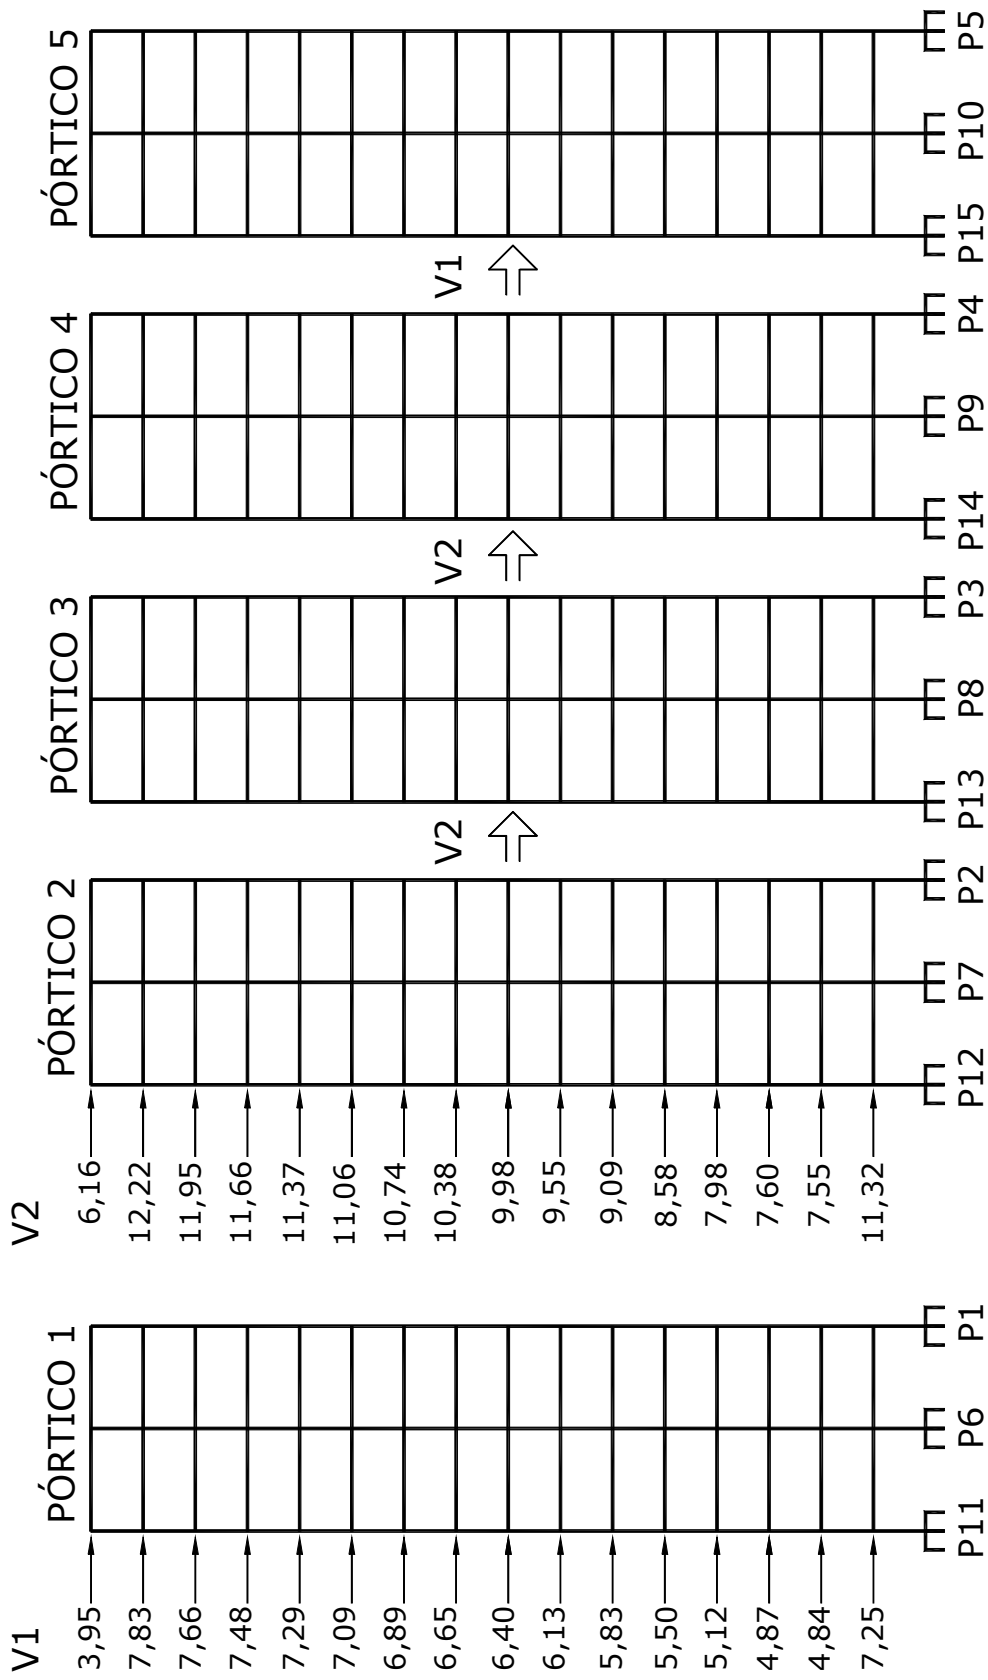 V1
3,95
7,83
7,66
7,48
7,29
7,09
6,89
6,65
6,40
6,13
5,83
5,50
5,12
4,87
4,84
7,25
PÓRTICO 1
P11
P6
P1
V2
6,16
12,22
11,95
11,66
11,37
11,06
10,74
10,38
9,98
9,55
9,09
8,58
7,98
7,60
7,55
11,32
PÓRTICO 2
P12
P7
P2
V2
PÓRTICO 3
P13
P8
P3
V2
PÓRTICO 4
P14
P9
P4
V1
PÓRTICO 5
P15
P10
P5